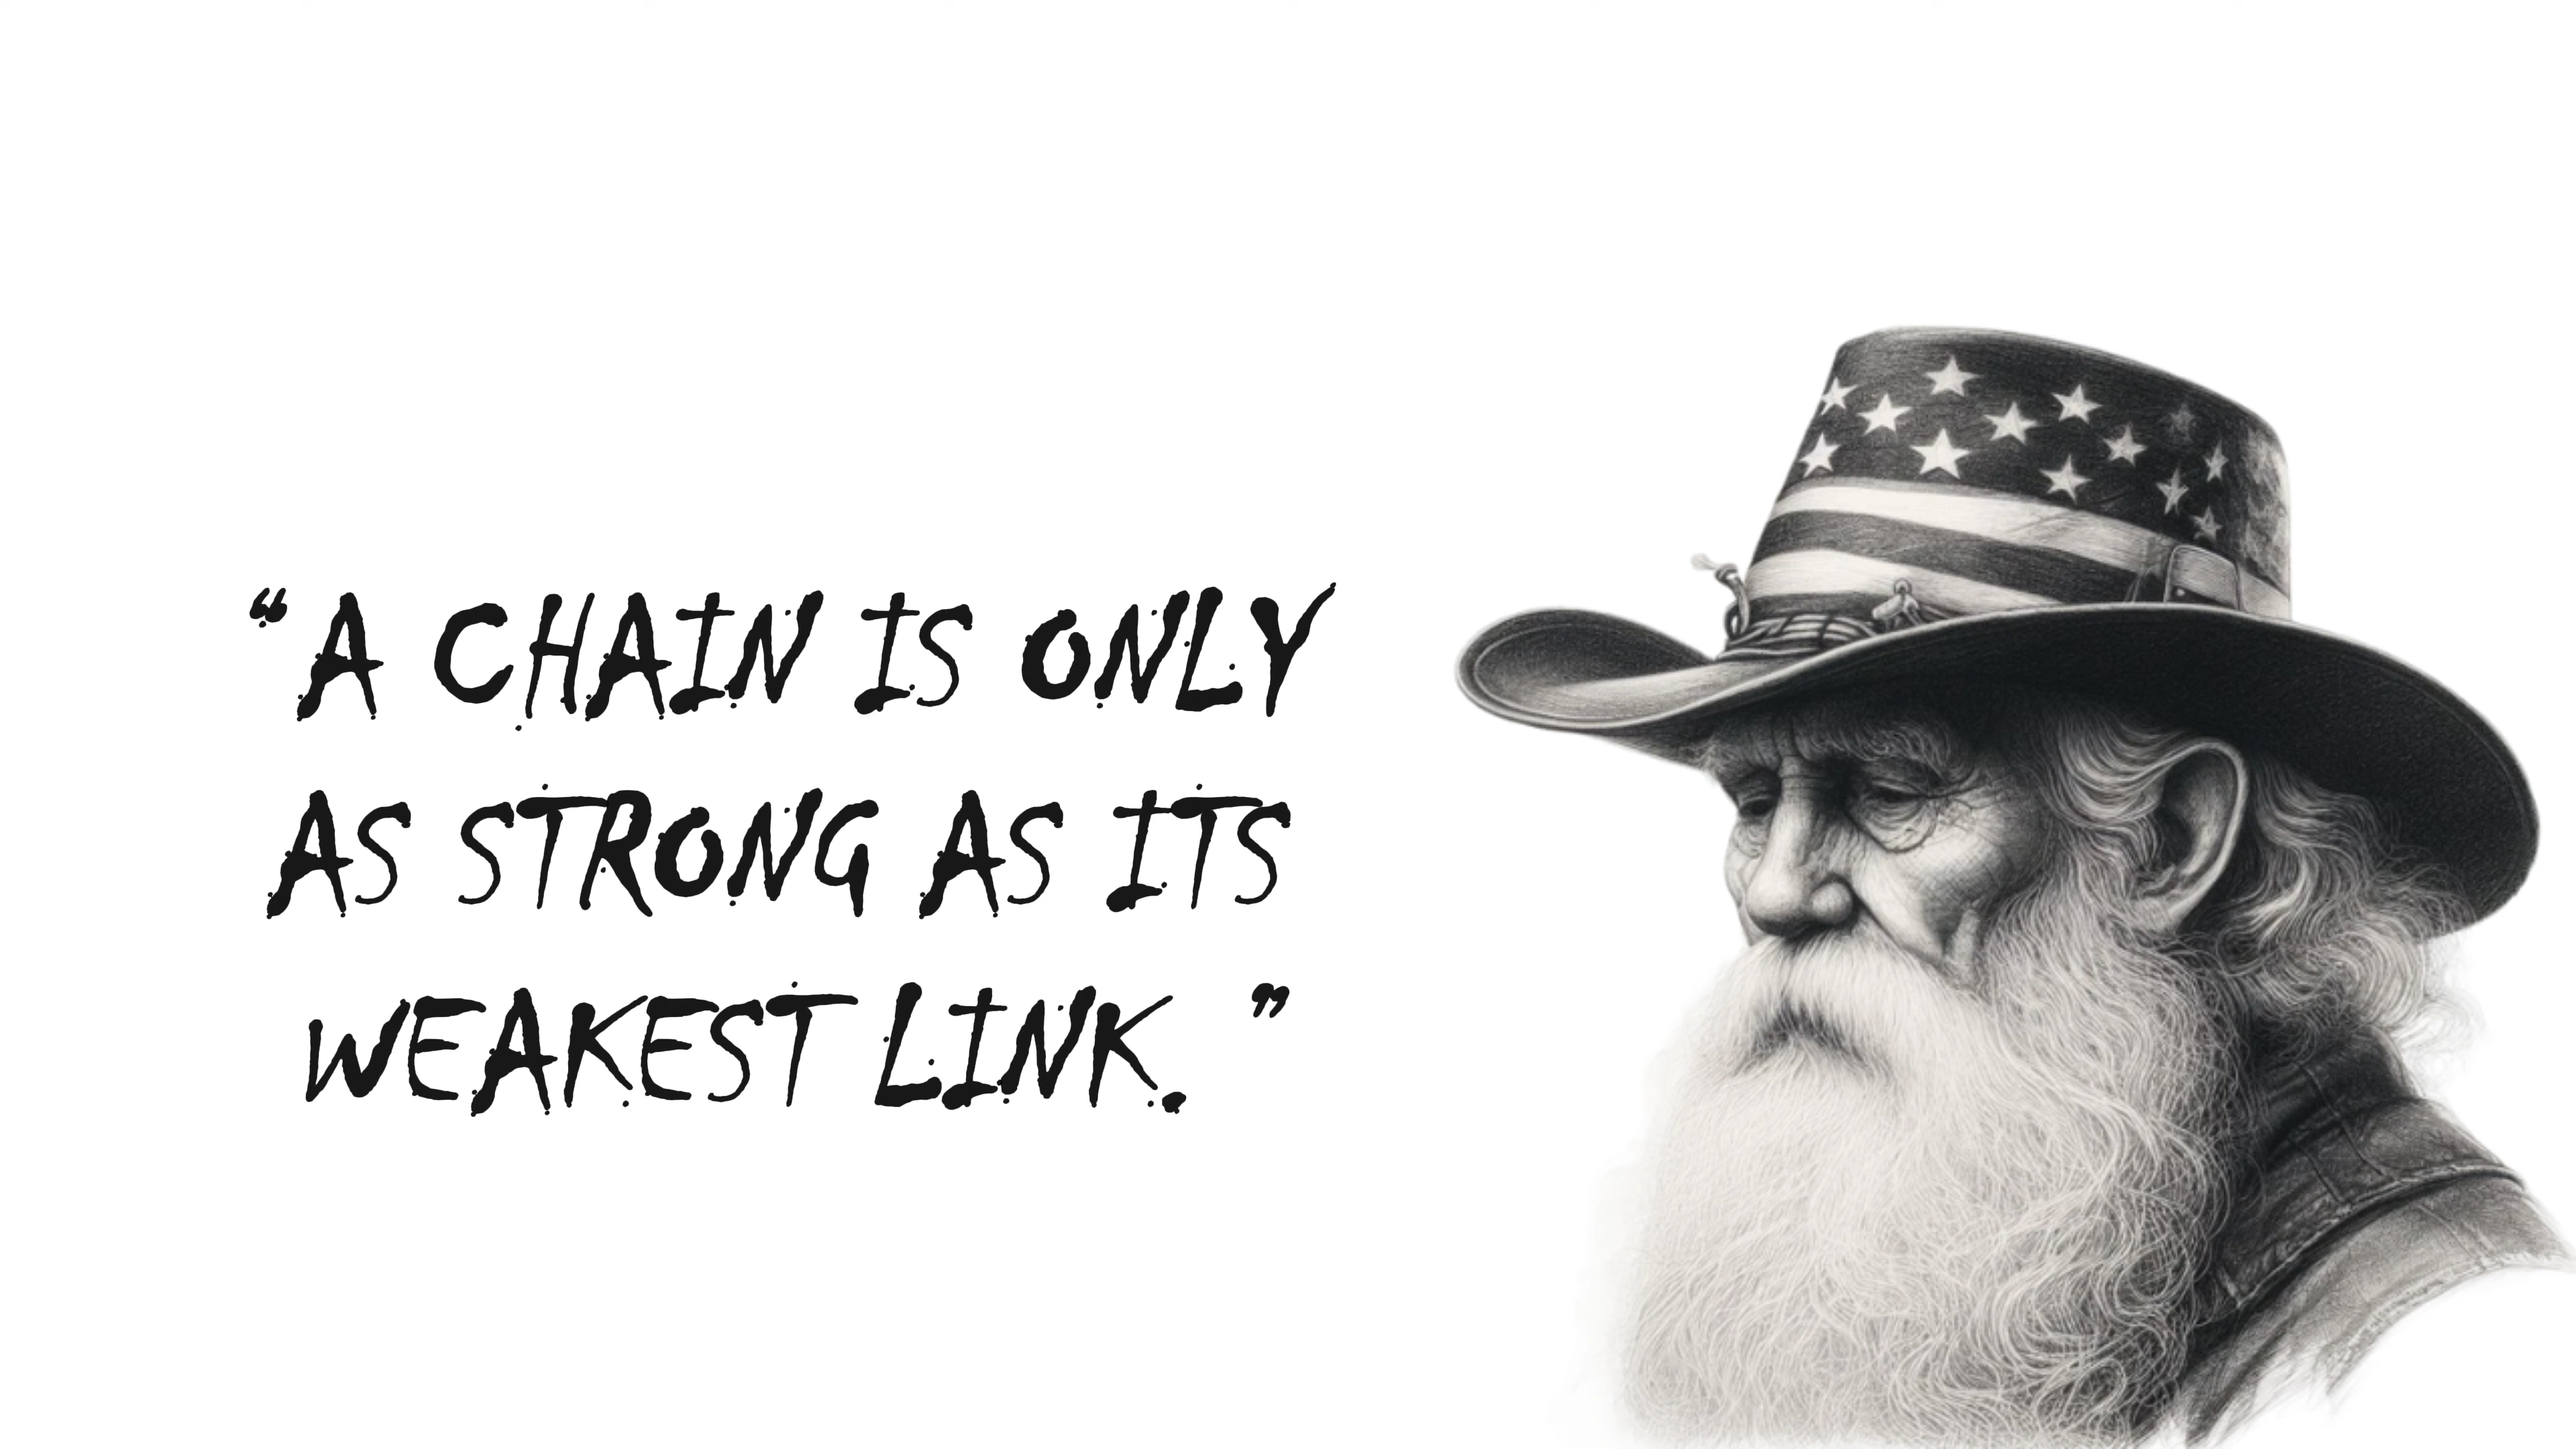 “A CHAIN IS ONLY
AS STRONG AS ITS
WEAKEST LINK.”